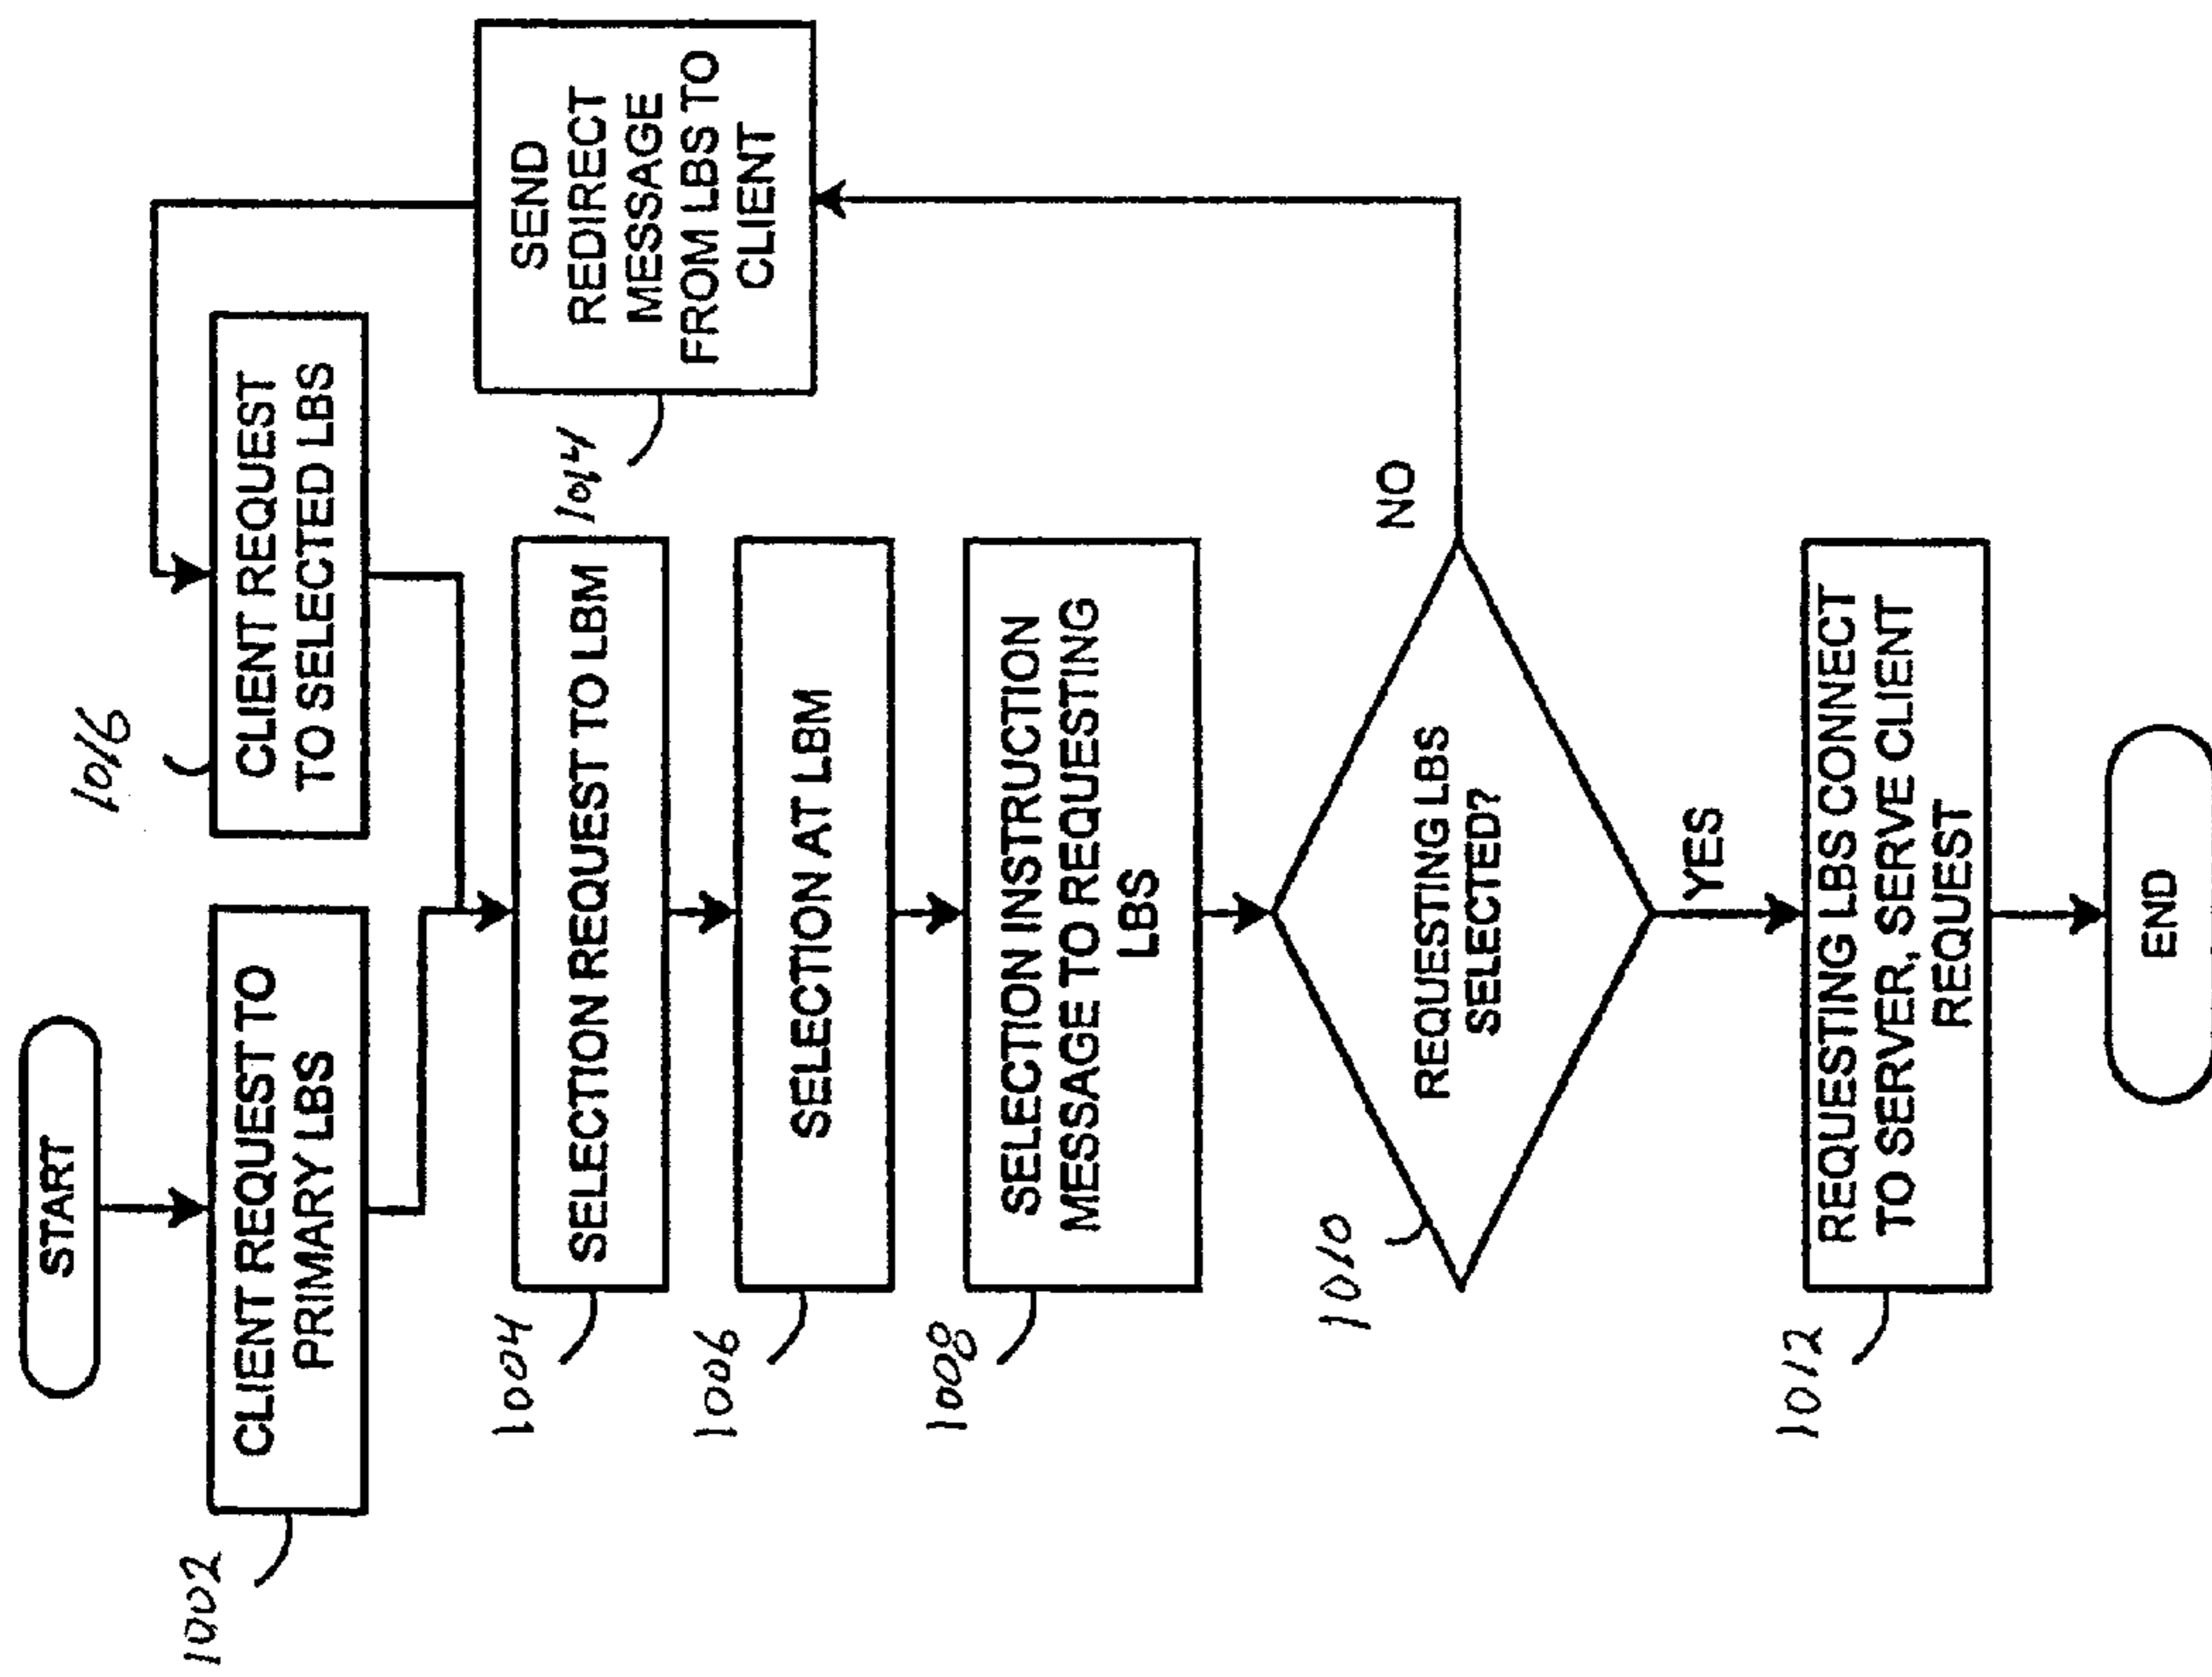 START
1002
CLIENT REQUEST TO
PRIMARY LBS
1016
CLIENT REQUEST
TO SELECTED LBS
1004
SELECTION REQUEST TO LBM
1014
SEND
REDIRECT
MESSAGE
FROM LBS TO
CLIENT
1006
SELECTION AT LBM
1008
SELECTION INSTRUCTION
MESSAGE TO REQUESTING
LBS
1010
REQUESTING LBS
SELECTED?
NO
YES
1012
REQUESTING LBS CONNECT
TO SERVER, SERVE CLIENT
REQUEST
END